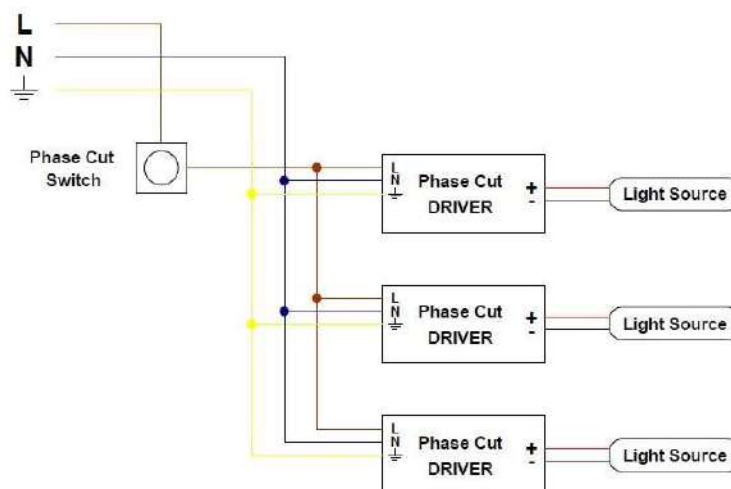 L
N
Phase Cut
Switch
L
N
Phase Cut
DRIVER
+
-
Light Source
L
N
Phase Cut
DRIVER
+
-
Light Source
L
N
Phase Cut
DRIVER
+
-
Light Source